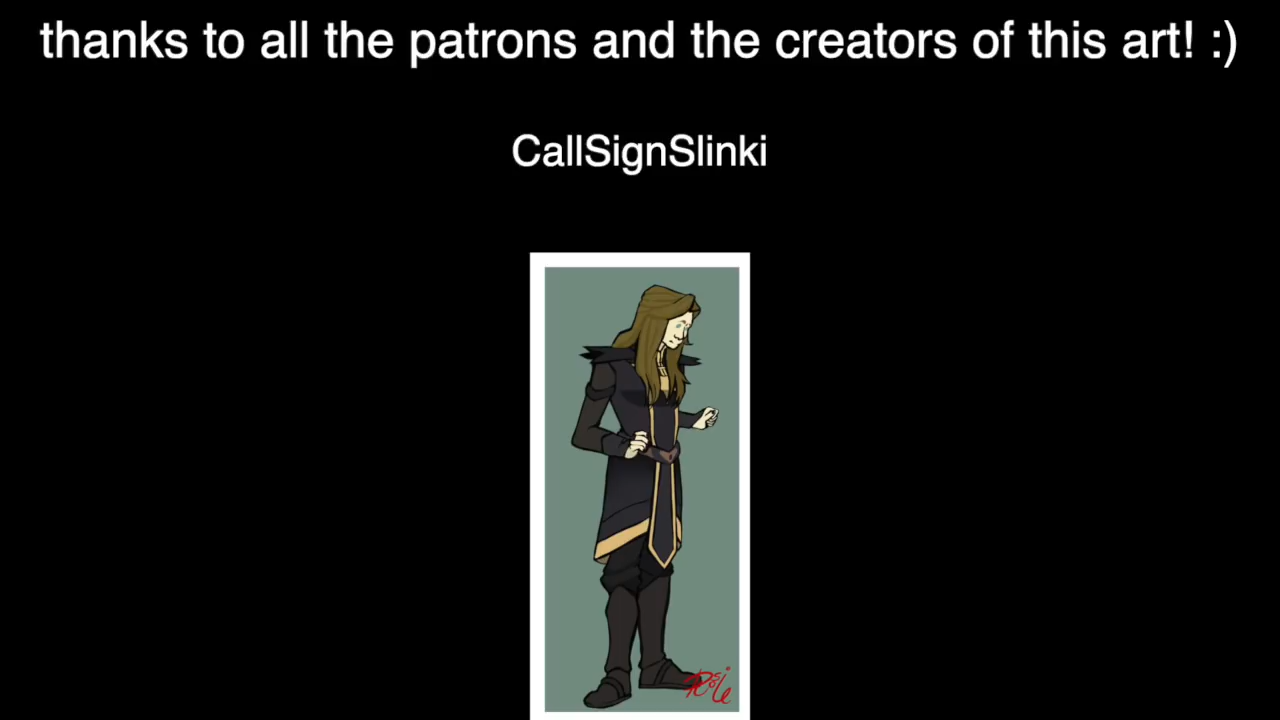 thanks to all the patrons and the creators of this art! :)
CallSignSlinki